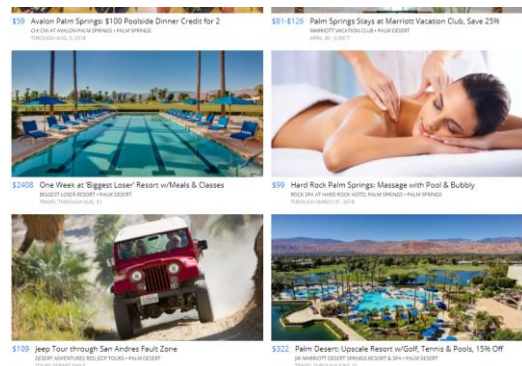 $59 Avalon Palm Springs: $100 Poolside Dinner Credit for 2
CHI CHI AT AVALON PALM SPRINGS • PALM SPRINGS
THROUGH AUG. 5, 2018
$81-$126 Palm Springs Stays at Marriott Vacation Club, Save 25%
MARRIOTT VACATION CLUB • PALM DESERT
APRIL 30 - JUNE 7
$2408 One Week at 'Biggest Loser' Resort w/Meals & Classes
BIGGEST LOSER RESORT • PALM DESERT
TRAVEL THROUGH AUG. 31
$99 Hard Rock Palm Springs: Massage with Pool & Bubbly
ROCK SPA AT HARD ROCK HOTEL PALM SPRINGS • PALM SPRINGS
THROUGH MARCH 31, 2018
$109 Jeep Tour through San Andres Fault Zone
DESERT ADVENTURES RED JEEP TOURS • PALM DESERT
$322 Palm Desert: Upscale Resort w/Golf, Tennis & Pools, 15% Off
JW MARRIOTT DESERT SPRINGS RESORT & SPA • PALM DESERT